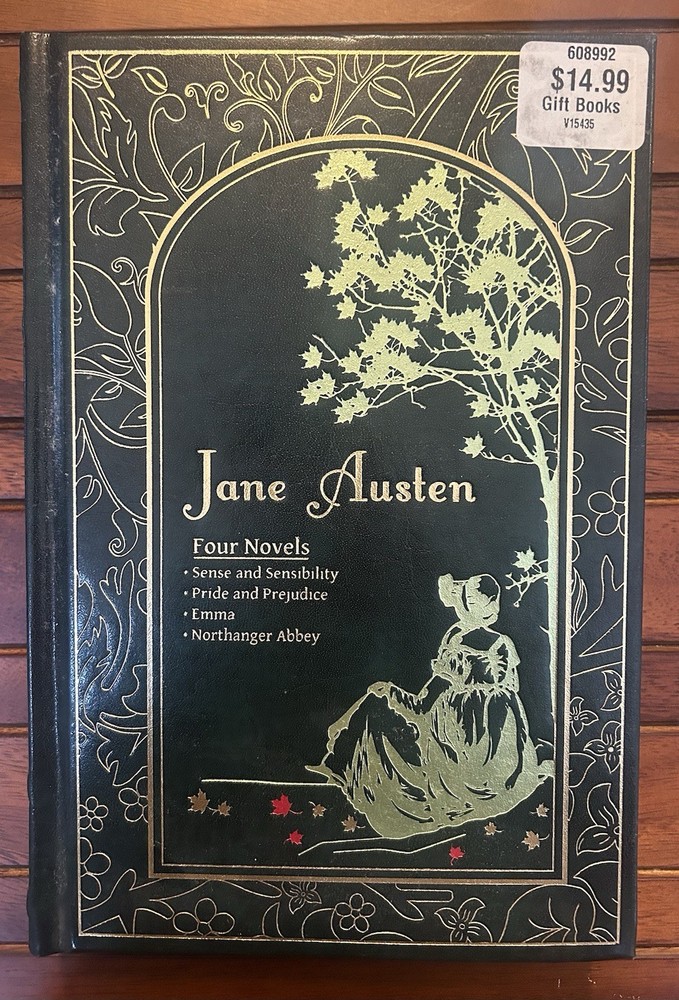 608992
$14.99
Gift Books
V15435
Jane Austen
Four Novels
• Sense and Sensibility
• Pride and Prejudice
• Emma
• Northanger Abbey